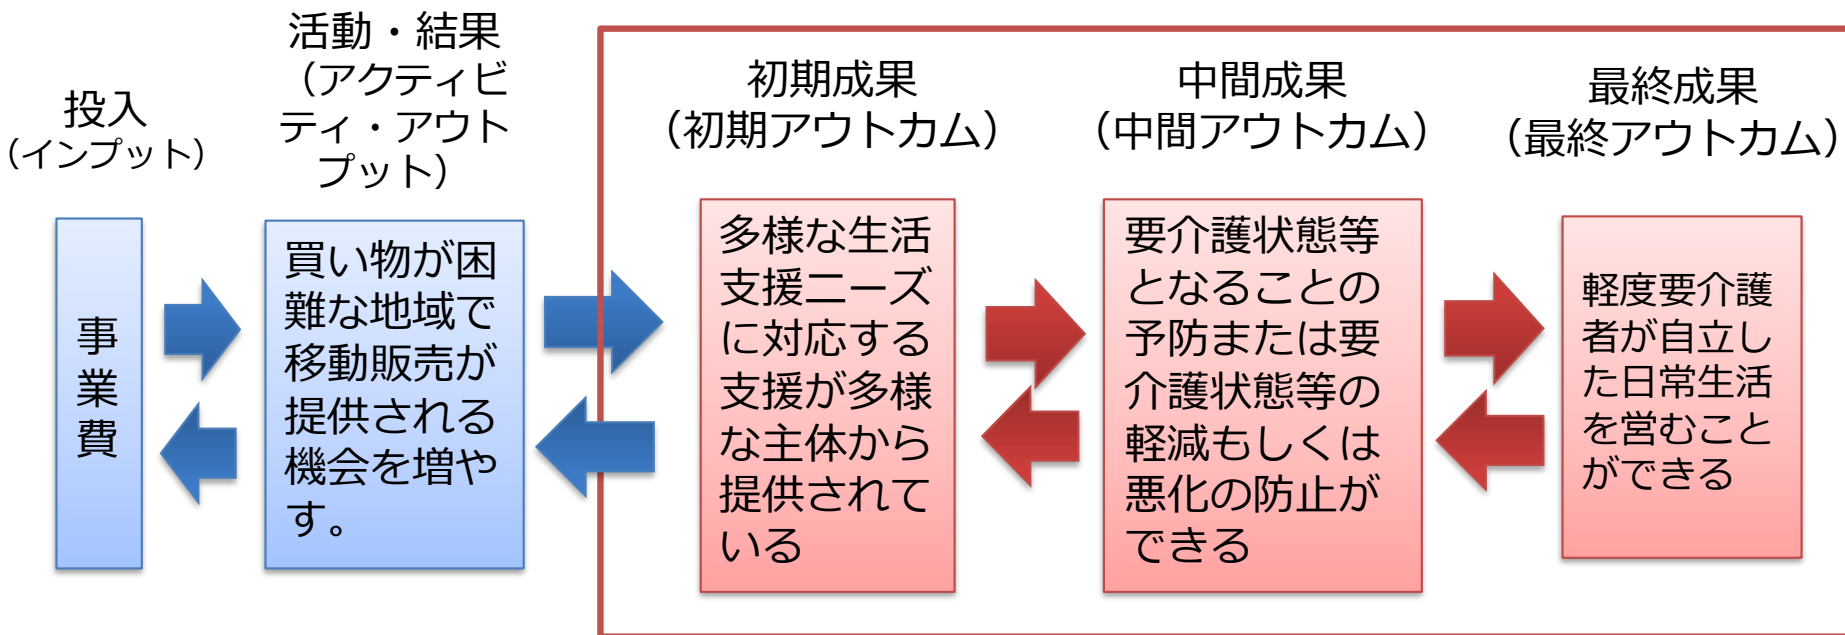 投入
（インプット）
活動・結果
（アクティビ
ティ・アウト
プット）
初期成果
（初期アウトカム）
中間成果
（中間アウトカム）
最終成果
（最終アウトカム）
事
業
費
買い物が困
難な地域で
移動販売が
提供される
機会を増や
す。
多様な生活
支援ニーズ
に対応する
支援が多様
な主体から
提供されて
いる
要介護状態等
となることの
予防または要
介護状態等の
軽減もしくは
悪化の防止が
できる
軽度要介護
者が自立し
た日常生活
を営むこと
ができる